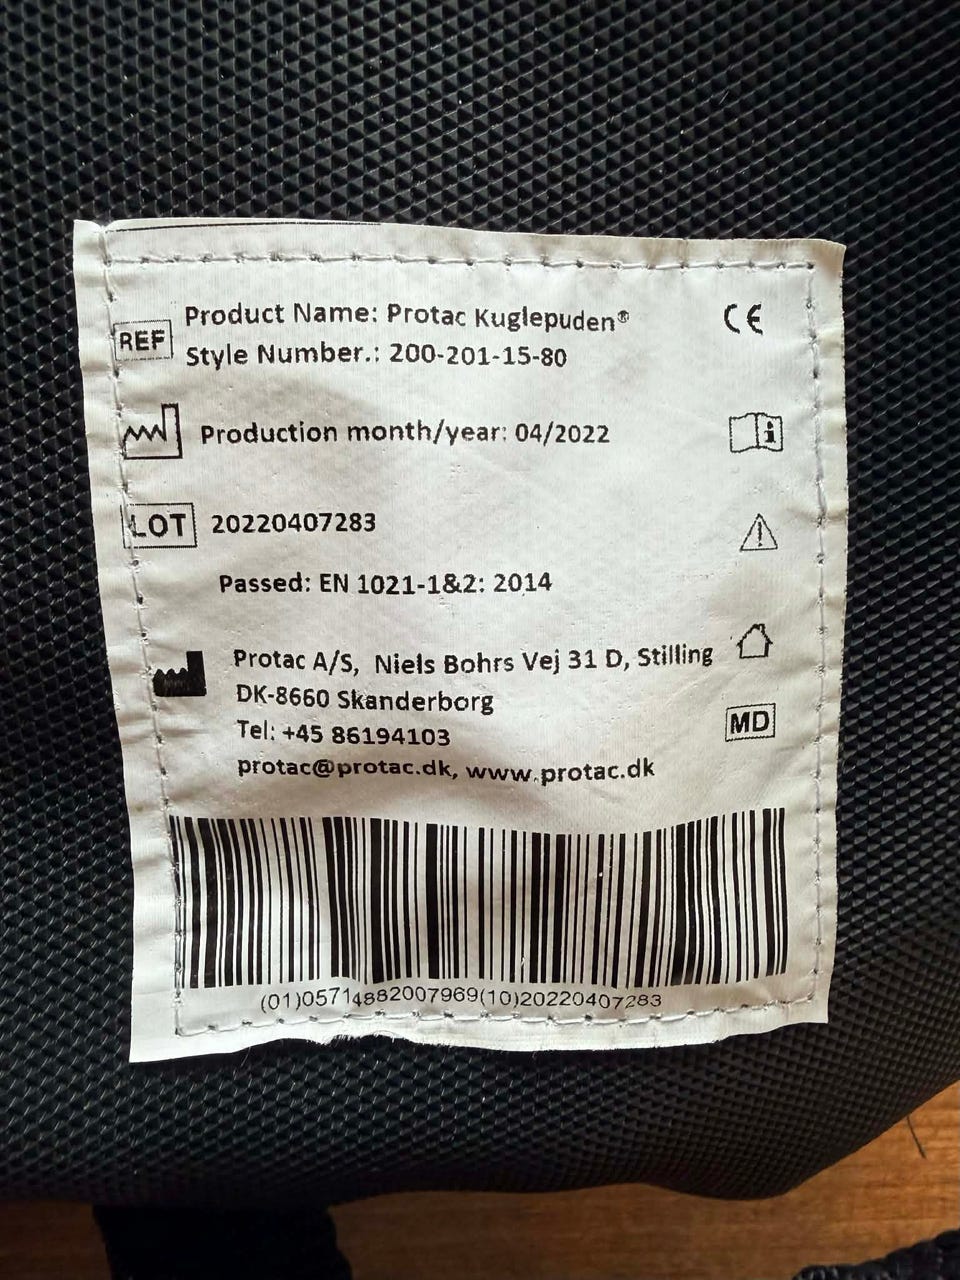 Product Name: Protac Kuglepuden®
CE
REF
Style Number.: 200-201-15-80
Production month/year: 04/2022
i
LOT 20220407283
Passed: EN 1021-1&2: 2014
Protac A/S, Niels Bohrs Vej 31 D, Stilling
DK-8660 Skanderborg
MD
Tel: +45 86194103
protac@protac.dk, www.protac.dk
(01)05714882007969(10)20220407283